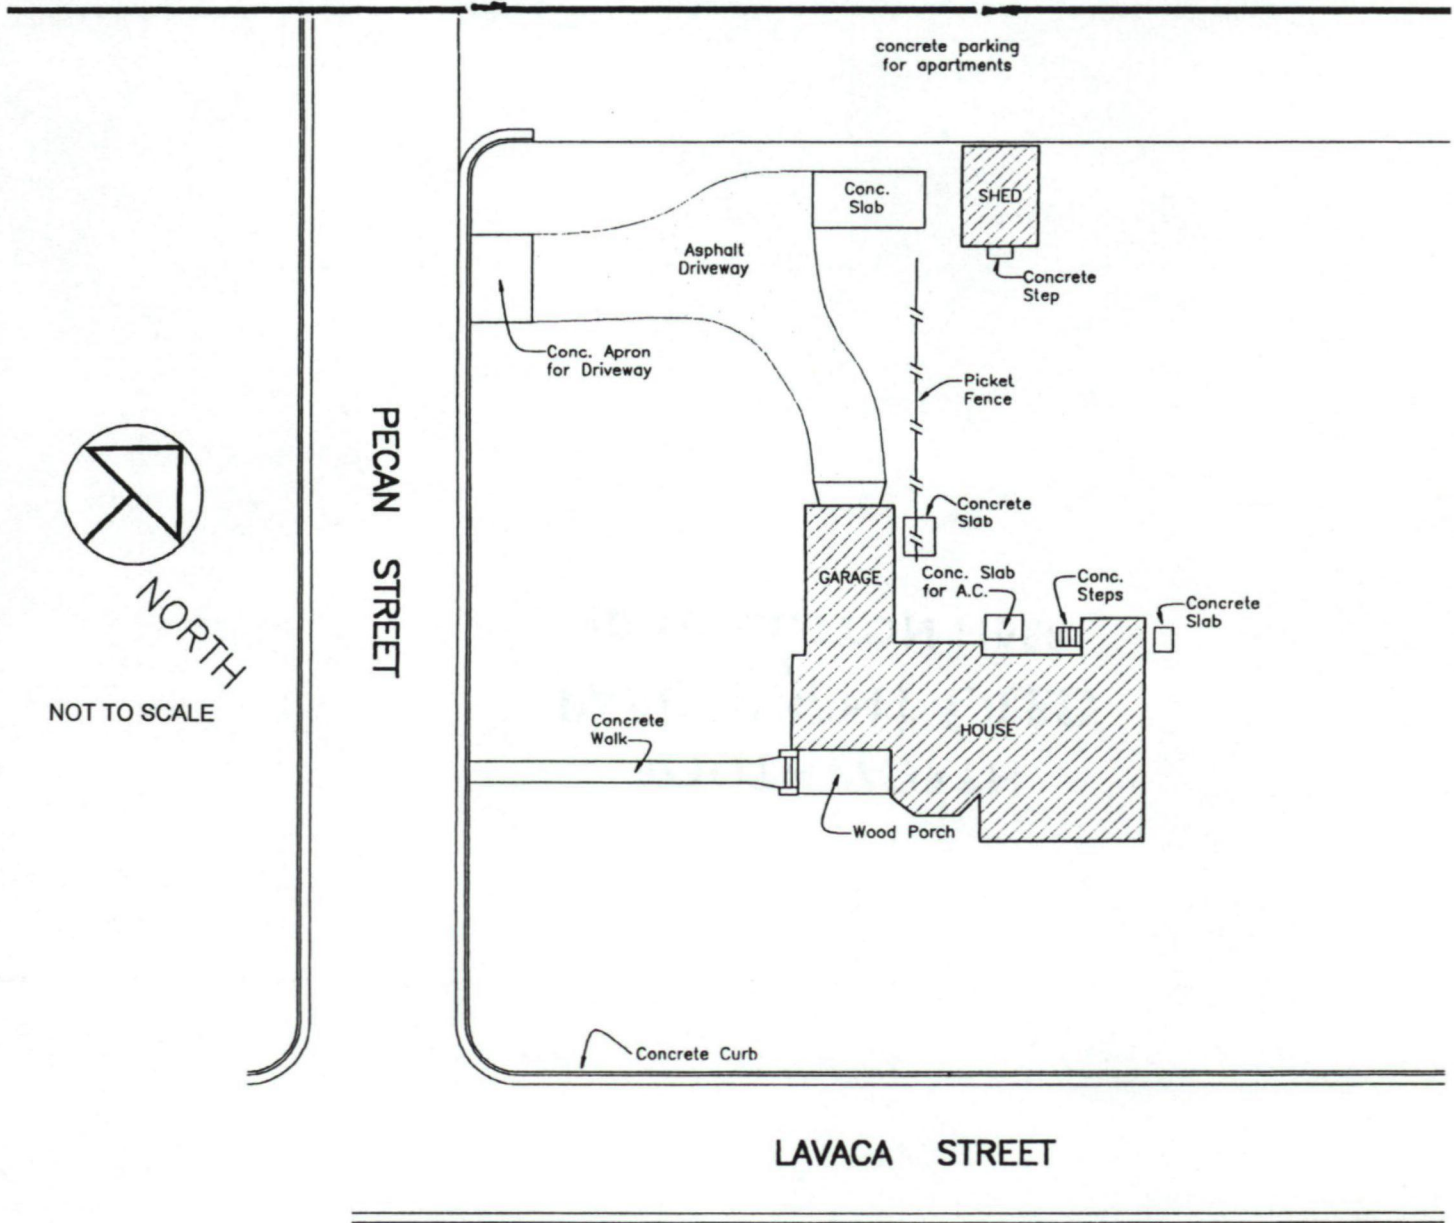 concrete parking
for apartments
Conc.
Slab
SHED
Asphalt
Driveway
Concrete
Step
Conc. Apron
for Driveway
Picket
Fence
PECAN STREET
Concrete
Slab
GARAGE
Conc. Slab
for A.C.
Conc.
Steps
Concrete
Slab
NORTH
NOT TO SCALE
Concrete
Walk
HOUSE
Wood Porch
Concrete Curb
LAVACA STREET